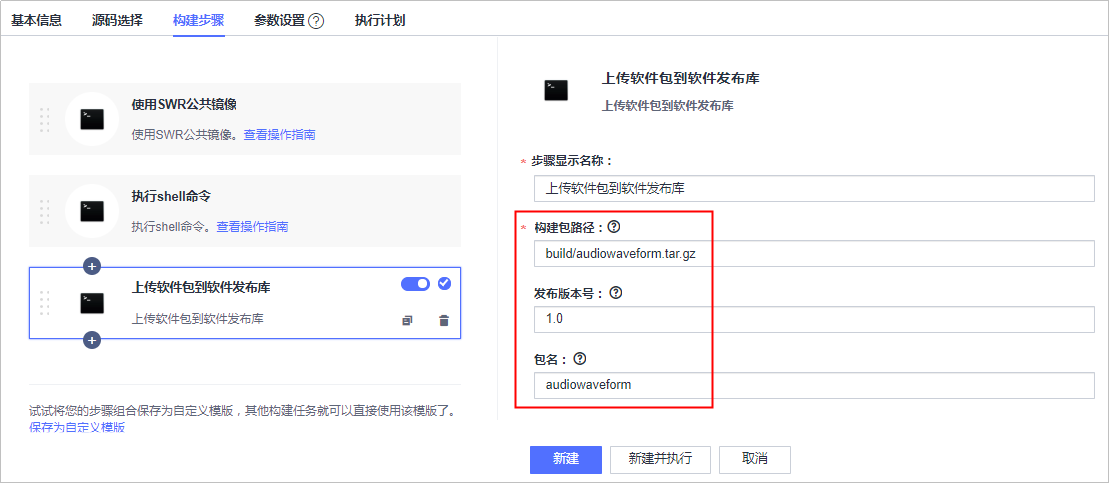 基本信息 源码选择 构建步骤 参数设置 ? 执行计划
使用SWR公共镜像
使用SWR公共镜像。查看操作指南
执行shell命令
执行shell命令。查看操作指南
上传软件包到软件发布库
上传软件包到软件发布库
试试将您的步骤组合保存为自定义模版，其他构建任务就可以直接使用该模版了。
保存为自定义模版
上传软件包到软件发布库
上传软件包到软件发布库
* 步骤显示名称：
上传软件包到软件发布库
* 构建包路径： ?
build/audiowaveform.tar.gz
发布版本号： ?
1.0
包名： ?
audiowaveform
新建 新建并执行 取消